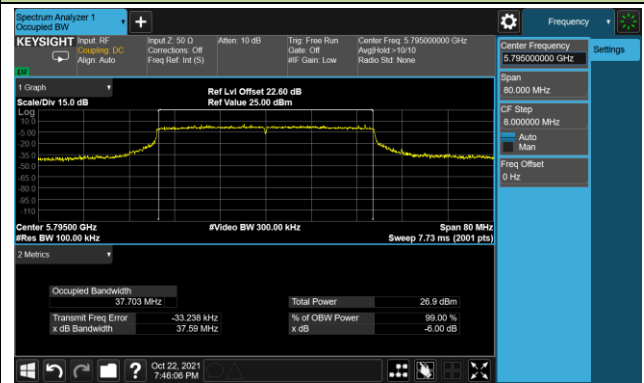 Spectrum Analyzer 1
Occupied BW
Frequency
KEYSIGHT
Input: RF
Coupling: DC
Align: Auto
Input Z: 50 Ω
Corrections: Off
Freq Ref: Int (S)
Atten: 10 dB
Trig: Free Run
Gate: Off
#IF Gain: Low
Center Freq: 5.795000000 GHz
Avg|Hold:>10/10
Radio Std: None
LW
Center Frequency
5.795000000 GHz
Settings
Span
80.000 MHz
CF Step
8.000000 MHz
Auto
Man
Freq Offset
0 Hz
1 Graph
Scale/Div 15.0 dB
Ref Lvl Offset 22.60 dB
Ref Value 25.00 dBm
Log
10.0
-5.00
-20.0
-35.0
-50.0
-65.0
-80.0
-95.0
-110
Center 5.79500 GHz
#Video BW 300.00 kHz
Span 80 MHz
#Res BW 100.00 kHz
Sweep 7.73 ms (2001 pts)
2 Metrics
Occupied Bandwidth
37.703 MHz
Total Power
26.9 dBm
Transmit Freq Error
-33.238 kHz
% of OBW Power
99.00 %
x dB Bandwidth
37.59 MHz
x dB
-6.00 dB
?
Oct 22, 2021
7:46:06 PM